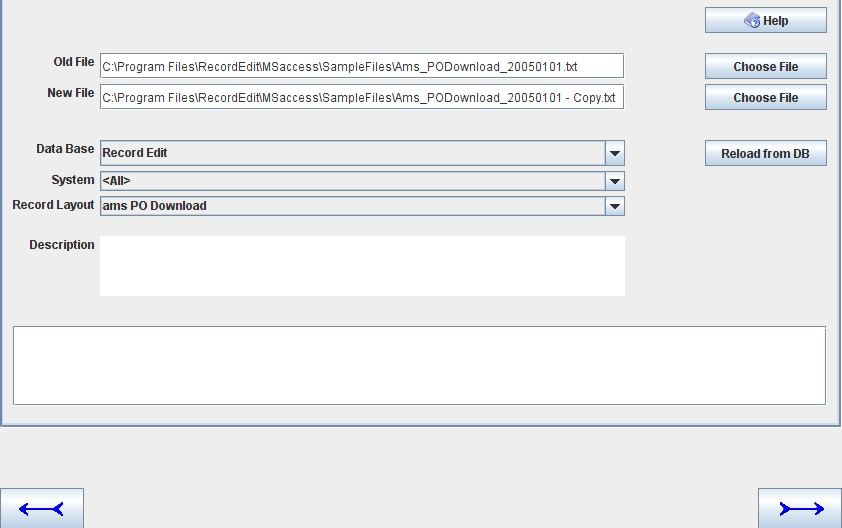 Help
Old File C:\Program Files\RecordEdit\MSaccess\SampleFiles\Ams_PODownload_20050101.txt Choose File
New File C:\Program Files\RecordEdit\MSaccess\SampleFiles\Ams_PODownload_20050101 - Copy.txt Choose File
Data Base Record Edit Reload from DB
System <All>
Record Layout ams PO Download
Description